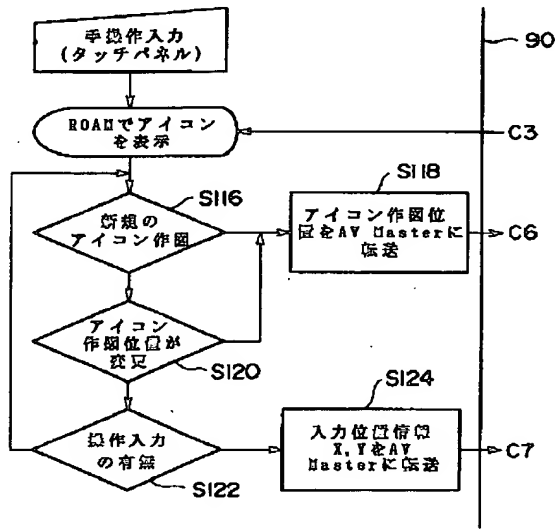 手操作入力
(タッチパネル)
90
ROAMでアイコン
を表示
C3
S116
新規の
アイコン作図
S118
アイコン作図位
置をAV Masterに
転送
C6
アイコン
作図位置が
変更
S120
操作入力
の有無
S122
S124
入力位置情報
X,YをAV
Masterに転送
C7